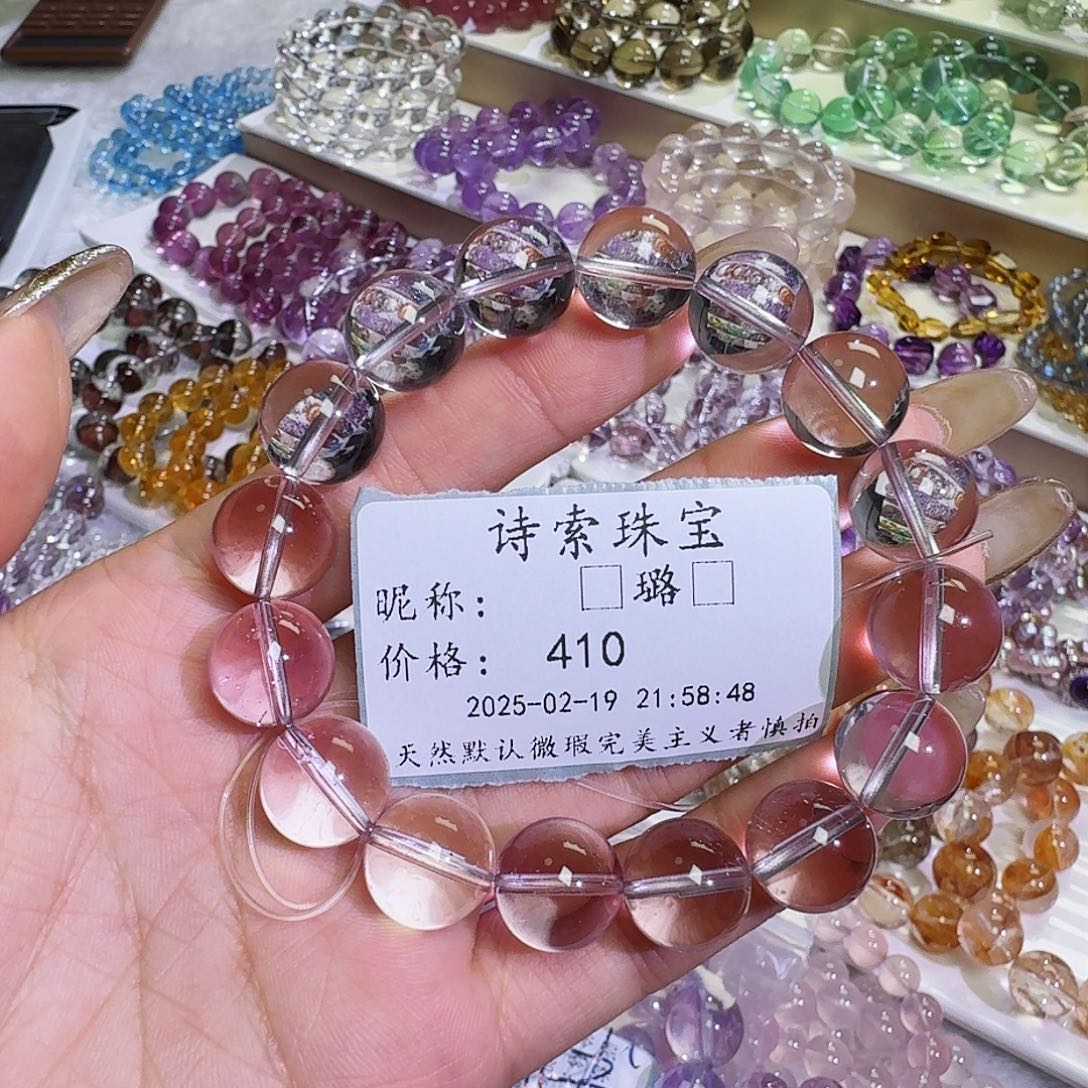 诗索珠宝
昵称： □璐□
价格： 410
2025-02-19 21:58:48
天然默认微瑕完美主义者慎拍